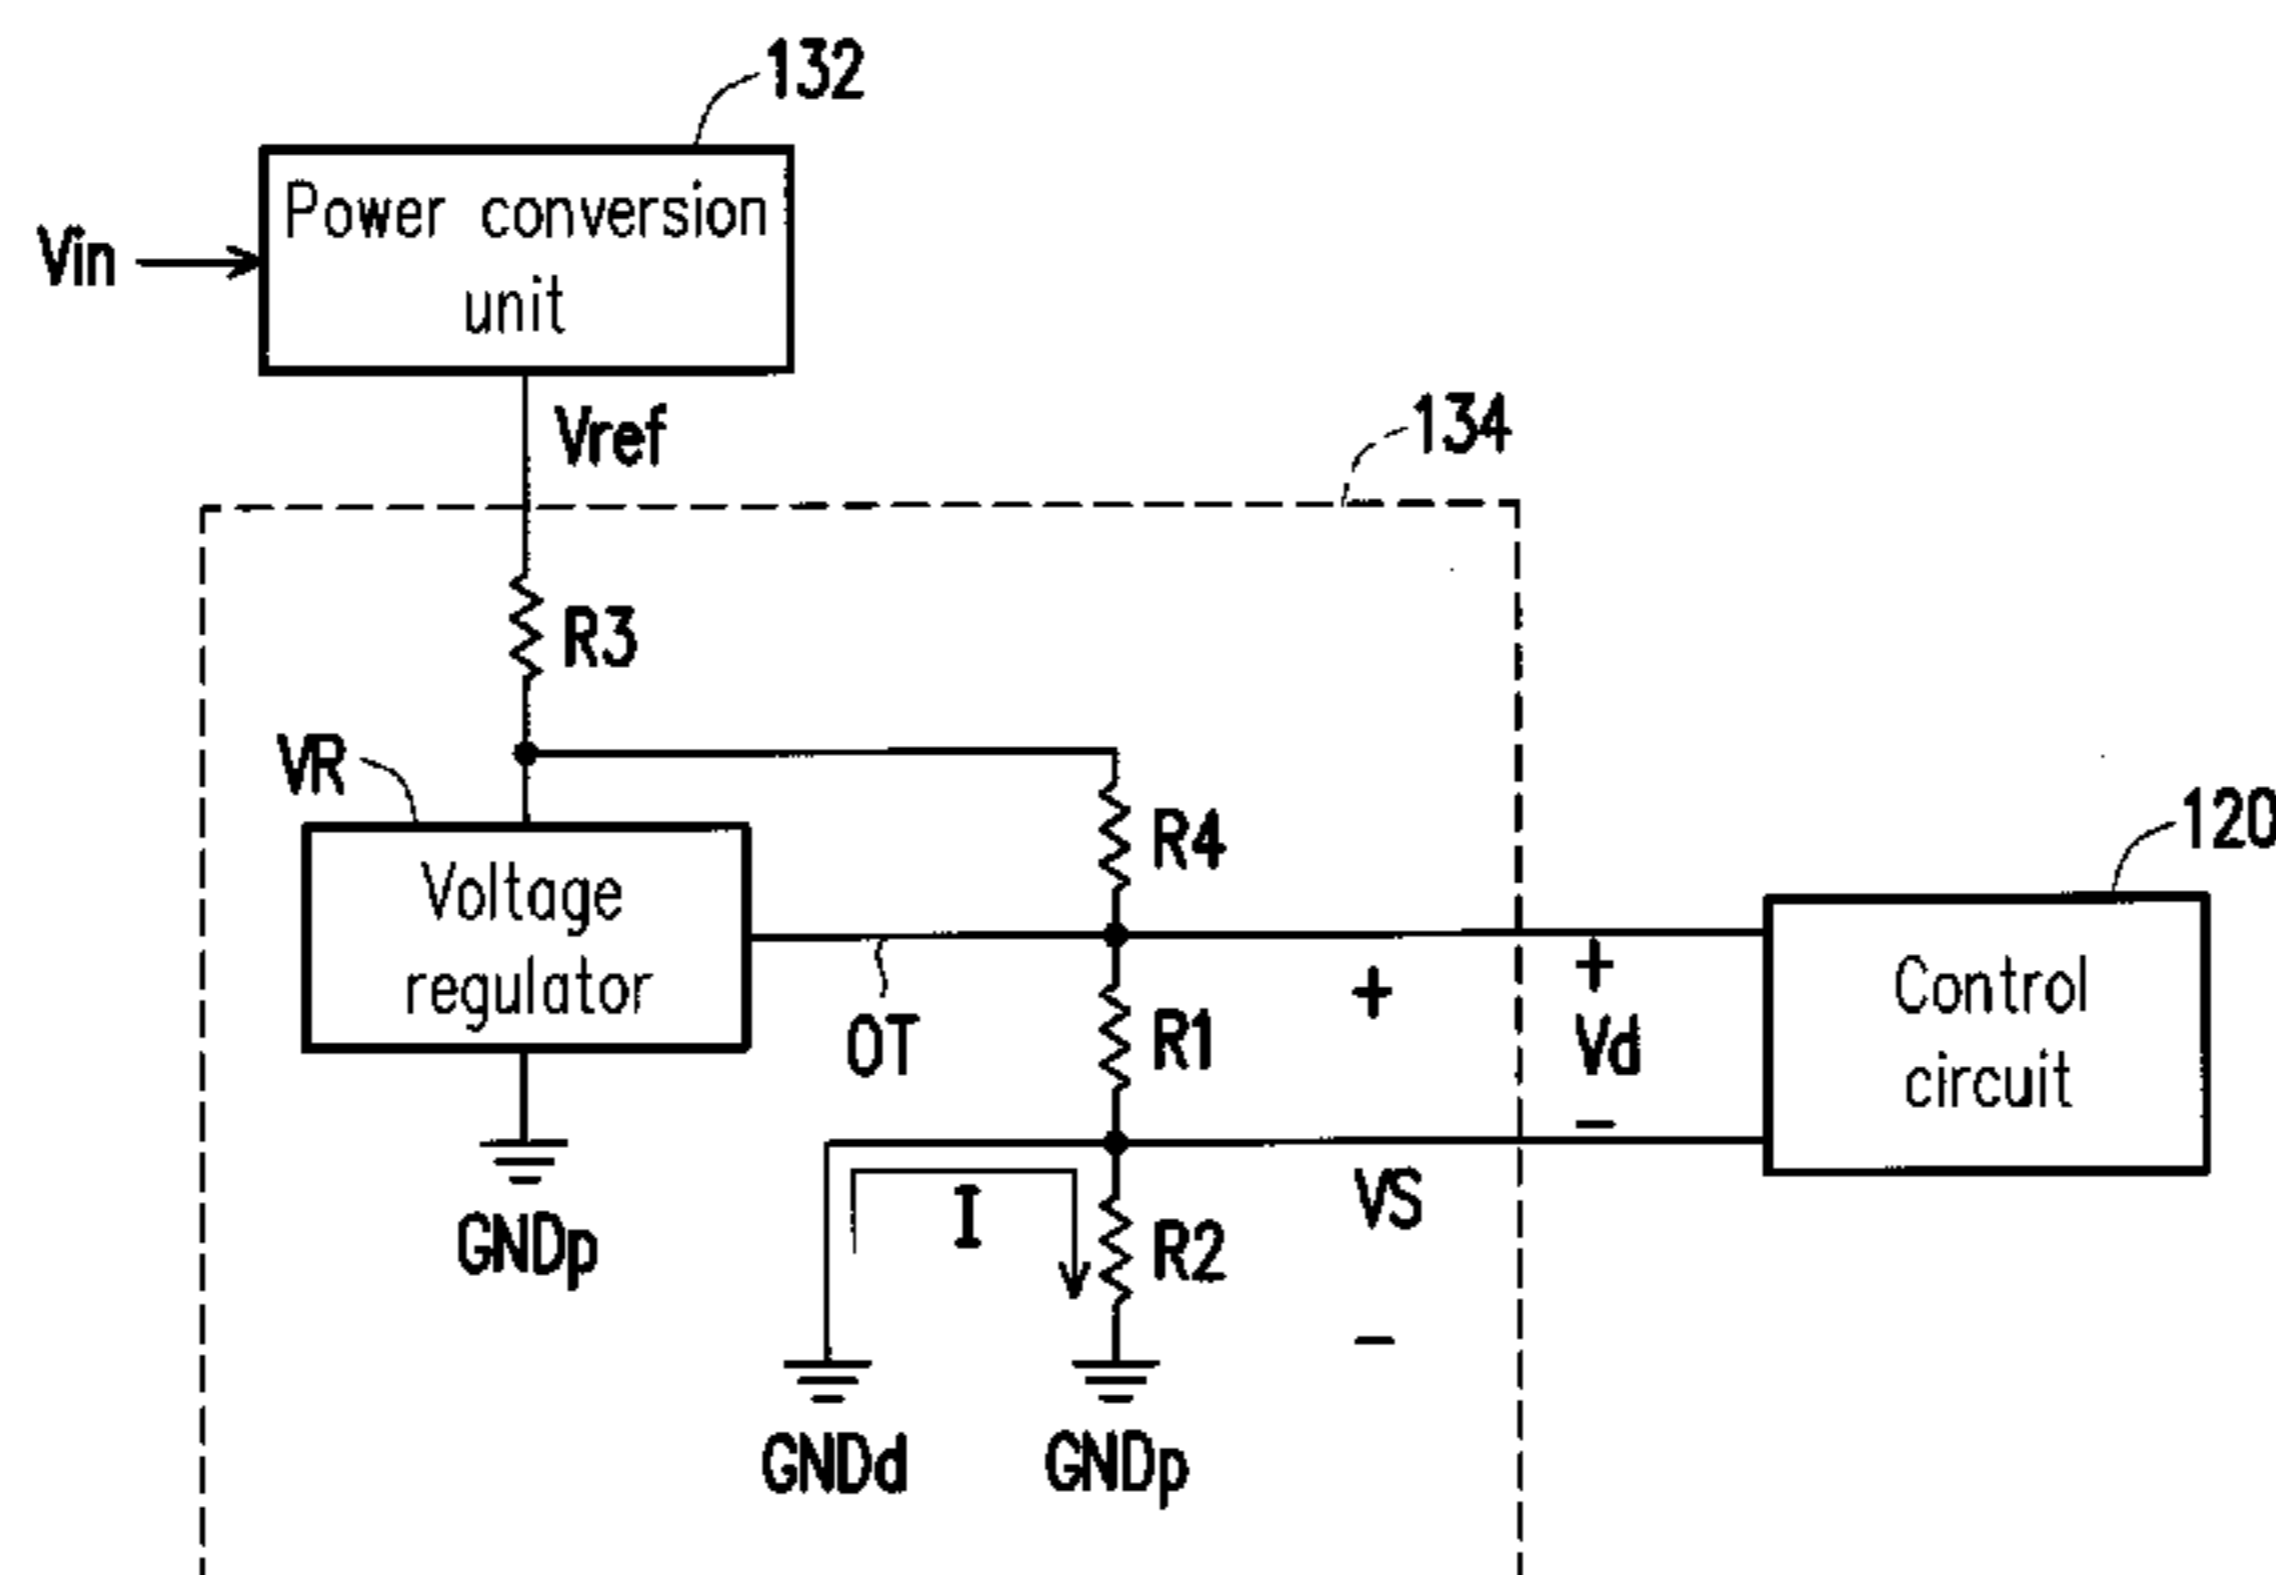 132
Power conversion
unit
Vin
Vref
134
R3
VR
R4
120
Voltage
regulator
OT
R1
+
+
Vd
-
Control
circuit
GNDp
I
R2
VS
-
GNDd
GNDp